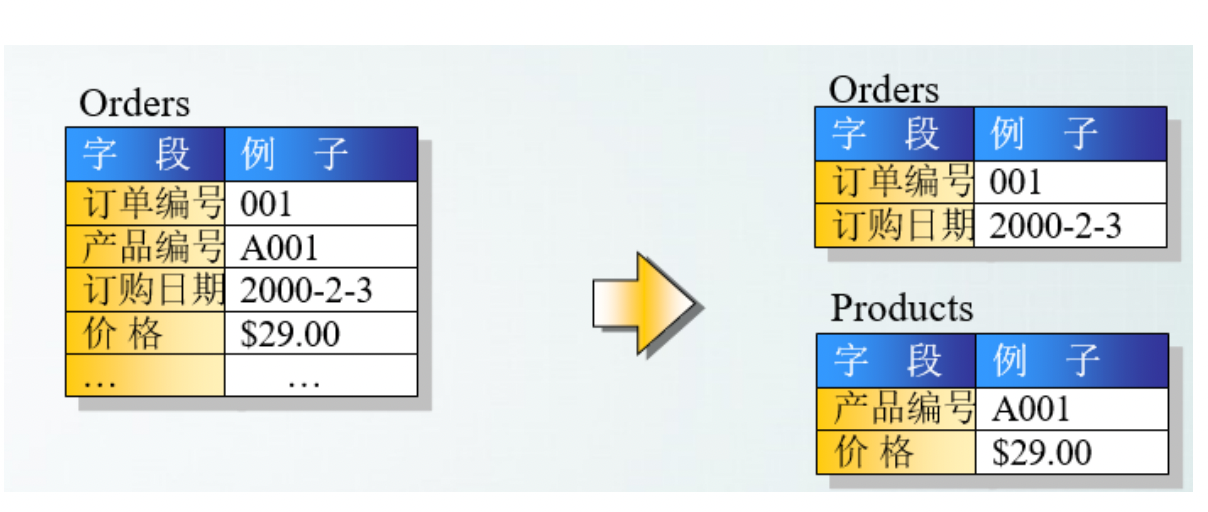 Orders
字 段 例 子
订单编号 001
产品编号 A001
订购日期 2000-2-3
价 格 $29.00
… …
Orders
字 段 例 子
订单编号 001
订购日期 2000-2-3
Products
字 段 例 子
产品编号 A001
价 格 $29.00